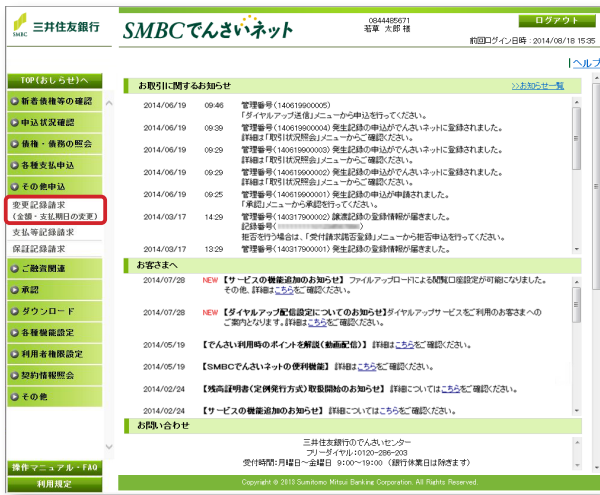 三井住友銀行
SMBC
SMBCでんさいネット
0844485671
若草 太郎 様
ログアウト
前回ログイン日時：2014/08/18 15:35
ヘルプ
TOP(おしらせ)へ
新着債権等の確認
申込状況確認
債権・債務の照会
各種支払申込
その他申込
変更記録請求
(金額・支払期日の変更)
支払等記録請求
保証記録請求
ご融資関連
承認
ダウンロード
各種機能設定
利用者権限設定
契約情報照会
その他
操作マニュアル・FAQ
利用規定
お取引に関するお知らせ
>>お知らせ一覧
2014/06/19 09:46 管理番号(140619900005)
「ダイヤルアップ送信」メニューから申込を行ってください。
2014/06/19 09:39 管理番号(140619900004) 発生記録の申込がでんさいネットに登録されました。
詳細は「取引状況照会」メニューからご確認ください。
2014/06/19 09:29 管理番号(140619900003) 発生記録の申込がでんさいネットに登録されました。
詳細は「取引状況照会」メニューからご確認ください。
2014/06/19 09:29 管理番号(140619900002) 発生記録の申込がでんさいネットに登録されました。
詳細は「取引状況照会」メニューからご確認ください。
2014/06/19 09:25 管理番号(140619900001) 発生記録の申込が申請されました。
「承認」メニューから承認を行ってください。
2014/03/17 14:29 管理番号(140317900002) 譲渡記録の登録情報が届きました。
記録番号( )
拒否を行う場合は、「受付請求諾否登録」メニューから拒否申込を行ってください。
2014/03/17 13:29 管理番号(140317900001) 発生記録の登録情報が届きました。
お客さまへ
2014/07/28 NEW 【サービスの機能追加のお知らせ】 ファイルアップロードによる閲覧口座設定が可能になりました。
その他、詳細はこちらをご確認ください。
2014/07/28 NEW 【ダイヤルアップ配信設定についてのお知らせ】ダイヤルアップサービスをご利用のお客さまへの
ご案内となります。詳細はこちらをご確認ください。
2014/05/19 【でんさい利用時のポイントを解説(動画配信)】 詳細はこちらをご確認ください。
2014/05/19 【SMBCでんさいネットの便利機能】 詳細はこちらをご確認ください。
2014/02/24 【残高証明書(定例発行方式)取扱開始のお知らせ】 詳細についてはこちらをご確認ください。
2014/02/24 【サービスの機能追加のお知らせ】 詳細についてはこちらをご確認ください。
お問い合わせ
三井住友銀行のでんさいセンター
フリーダイヤル:0120-286-203
受付時間:月曜日～金曜日 9:00～19:00 (銀行休業日は除きます)
Copyright © 2013 Sumitomo Mitsui Banking Corporation. All Rights Reserved.